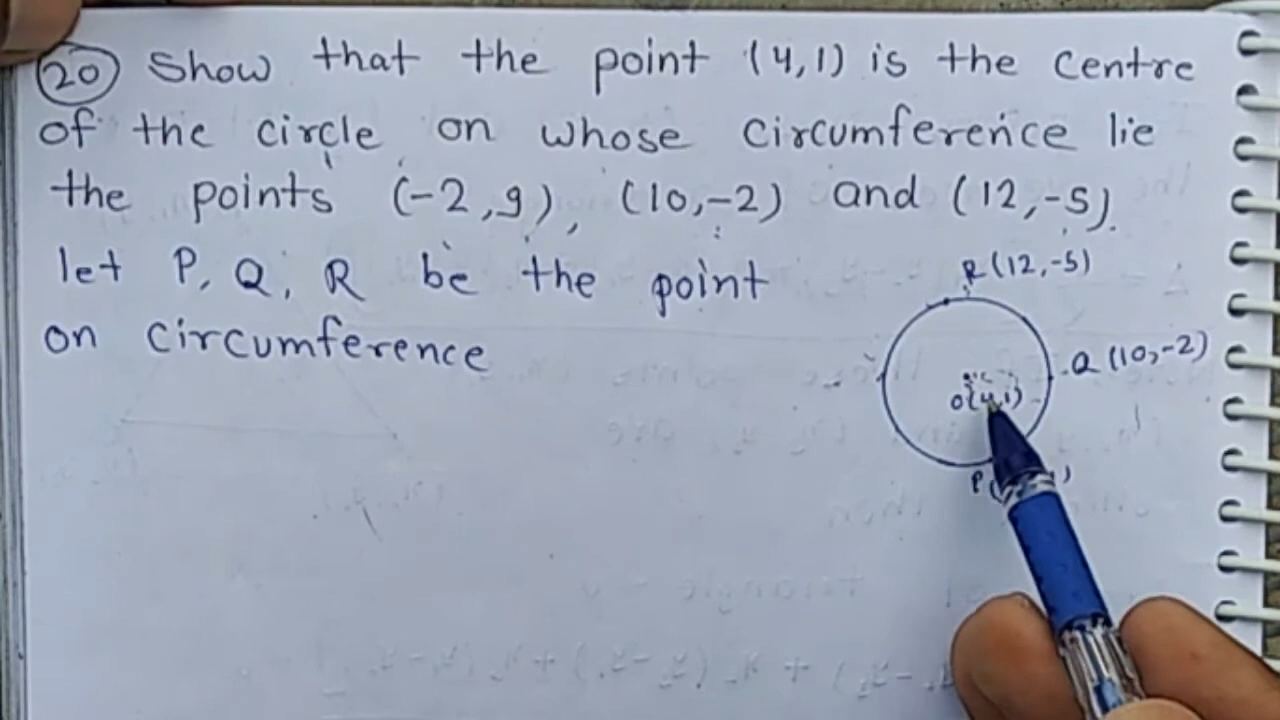 20 Show that the point (4,1) is the centre
of the circle on whose circumference lie
the points (-2,9), (10,-2) and (12,-5).
let P, Q, R be the point
on circumference
R(12,-5)
Q(10,-2)
O(4,1)
P(